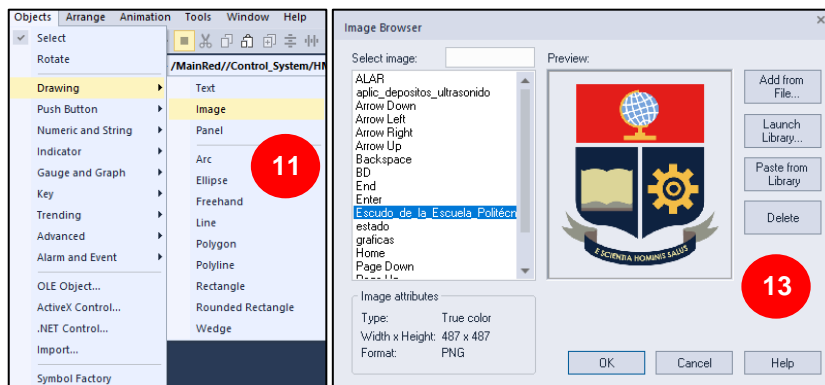 Objects Arrange Animation Tools Window Help
Select
Rotate
Drawing
Push Button
Numeric and String
Indicator
Gauge and Graph
Key
Trending
Advanced
Alarm and Event
OLE Object...
ActiveX Control...
.NET Control...
Import...
Symbol Factory
/MainRed//Control_System/HM
Text
Image
Panel
Arc
Ellipse
Freehand
Line
Polygon
Polyline
Rectangle
Rounded Rectangle
Wedge
11
Image Browser
Select image:
ALAR
aplic_depositos_ultrasonido
Arrow Down
Arrow Left
Arrow Right
Arrow Up
Backspace
BD
End
Enter
Escudo_de_la_Escuela_Politécn
estado
graficas
Home
Page Down
Page Up
Image attributes
Type: True color
Width x Height: 487 x 487
Format: PNG
Preview:
E SCIENTIA HOMINIS SALUS
Add from File...
Launch Library...
Paste from Library
Delete
13
OK Cancel Help